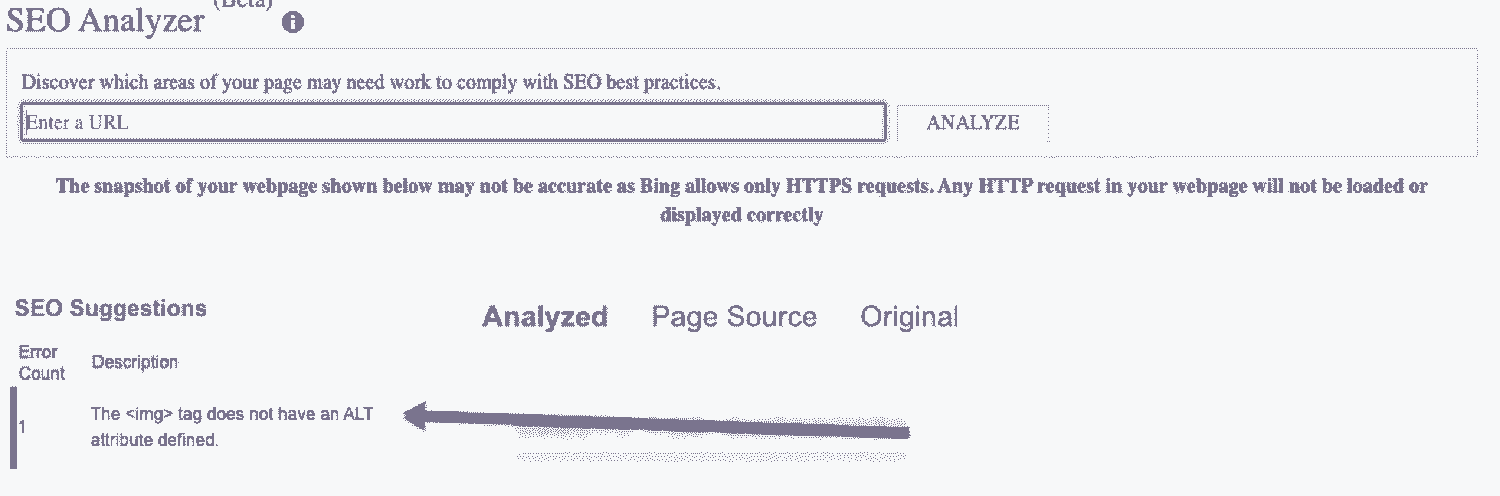 (Beta)
SEO Analyzer
Discover which areas of your page may need work to comply with SEO best practices.
Enter a URL
ANALYZE
The snapshot of your webpage shown below may not be accurate as Bing allows only HTTPS requests. Any HTTP request in your webpage will not be loaded or
displayed correctly
SEO Suggestions
Analyzed Page Source Original
Error
Count
Description
1
The <img> tag does not have an ALT
attribute defined.